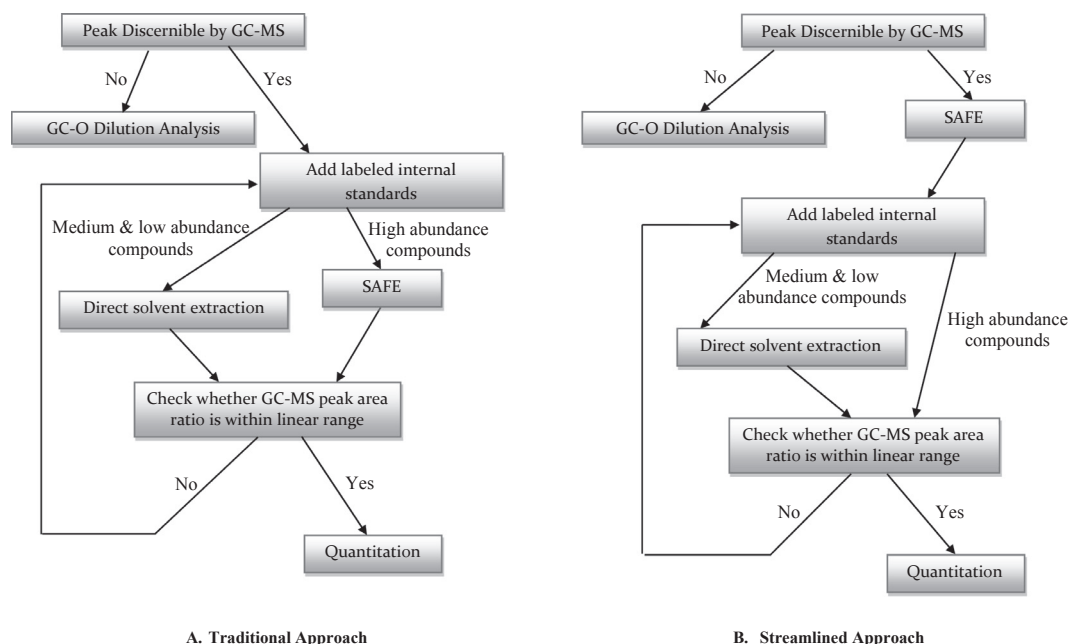 Peak Discernible by GC-MS
No
Yes
GC-O Dilution Analysis
Add labeled internal
standards
Medium & low abundance
compounds
High abundance
compounds
SAFE
Direct solvent extraction
Check whether GC-MS peak area
ratio is within linear range
No
Yes
Quantitation
A. Traditional Approach
Peak Discernible by GC-MS
No
Yes
GC-O Dilution Analysis
SAFE
Add labeled internal
standards
Medium & low
abundance compounds
High abundance
compounds
Direct solvent extraction
Check whether GC-MS peak area
ratio is within linear range
No
Yes
Quantitation
B. Streamlined Approach